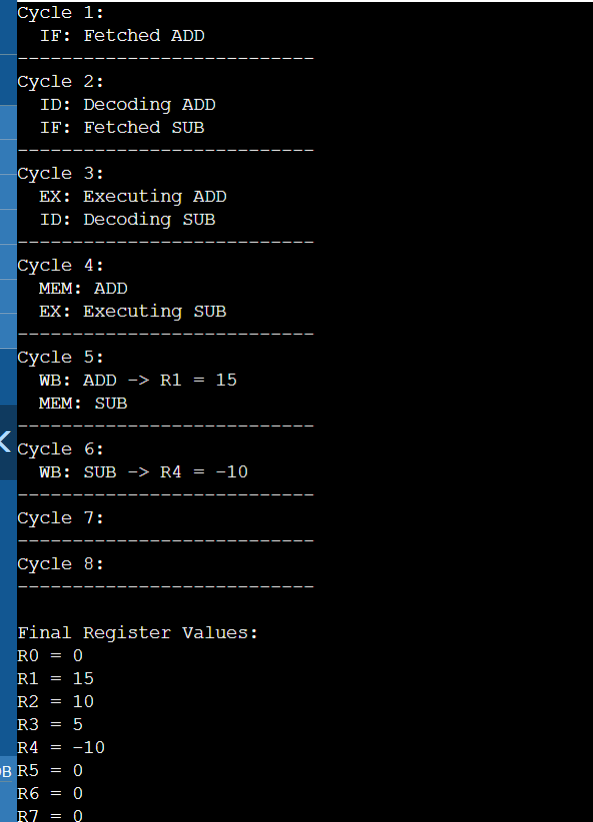 Cycle 1:
  IF: Fetched ADD
---------------------------
Cycle 2:
  ID: Decoding ADD
  IF: Fetched SUB
---------------------------
Cycle 3:
  EX: Executing ADD
  ID: Decoding SUB
---------------------------
Cycle 4:
  MEM: ADD
  EX: Executing SUB
---------------------------
Cycle 5:
  WB: ADD -> R1 = 15
  MEM: SUB
---------------------------
Cycle 6:
  WB: SUB -> R4 = -10
---------------------------
Cycle 7:
---------------------------
Cycle 8:
---------------------------
Final Register Values:
R0 = 0
R1 = 15
R2 = 10
R3 = 5
R4 = -10
R5 = 0
R6 = 0
R7 = 0